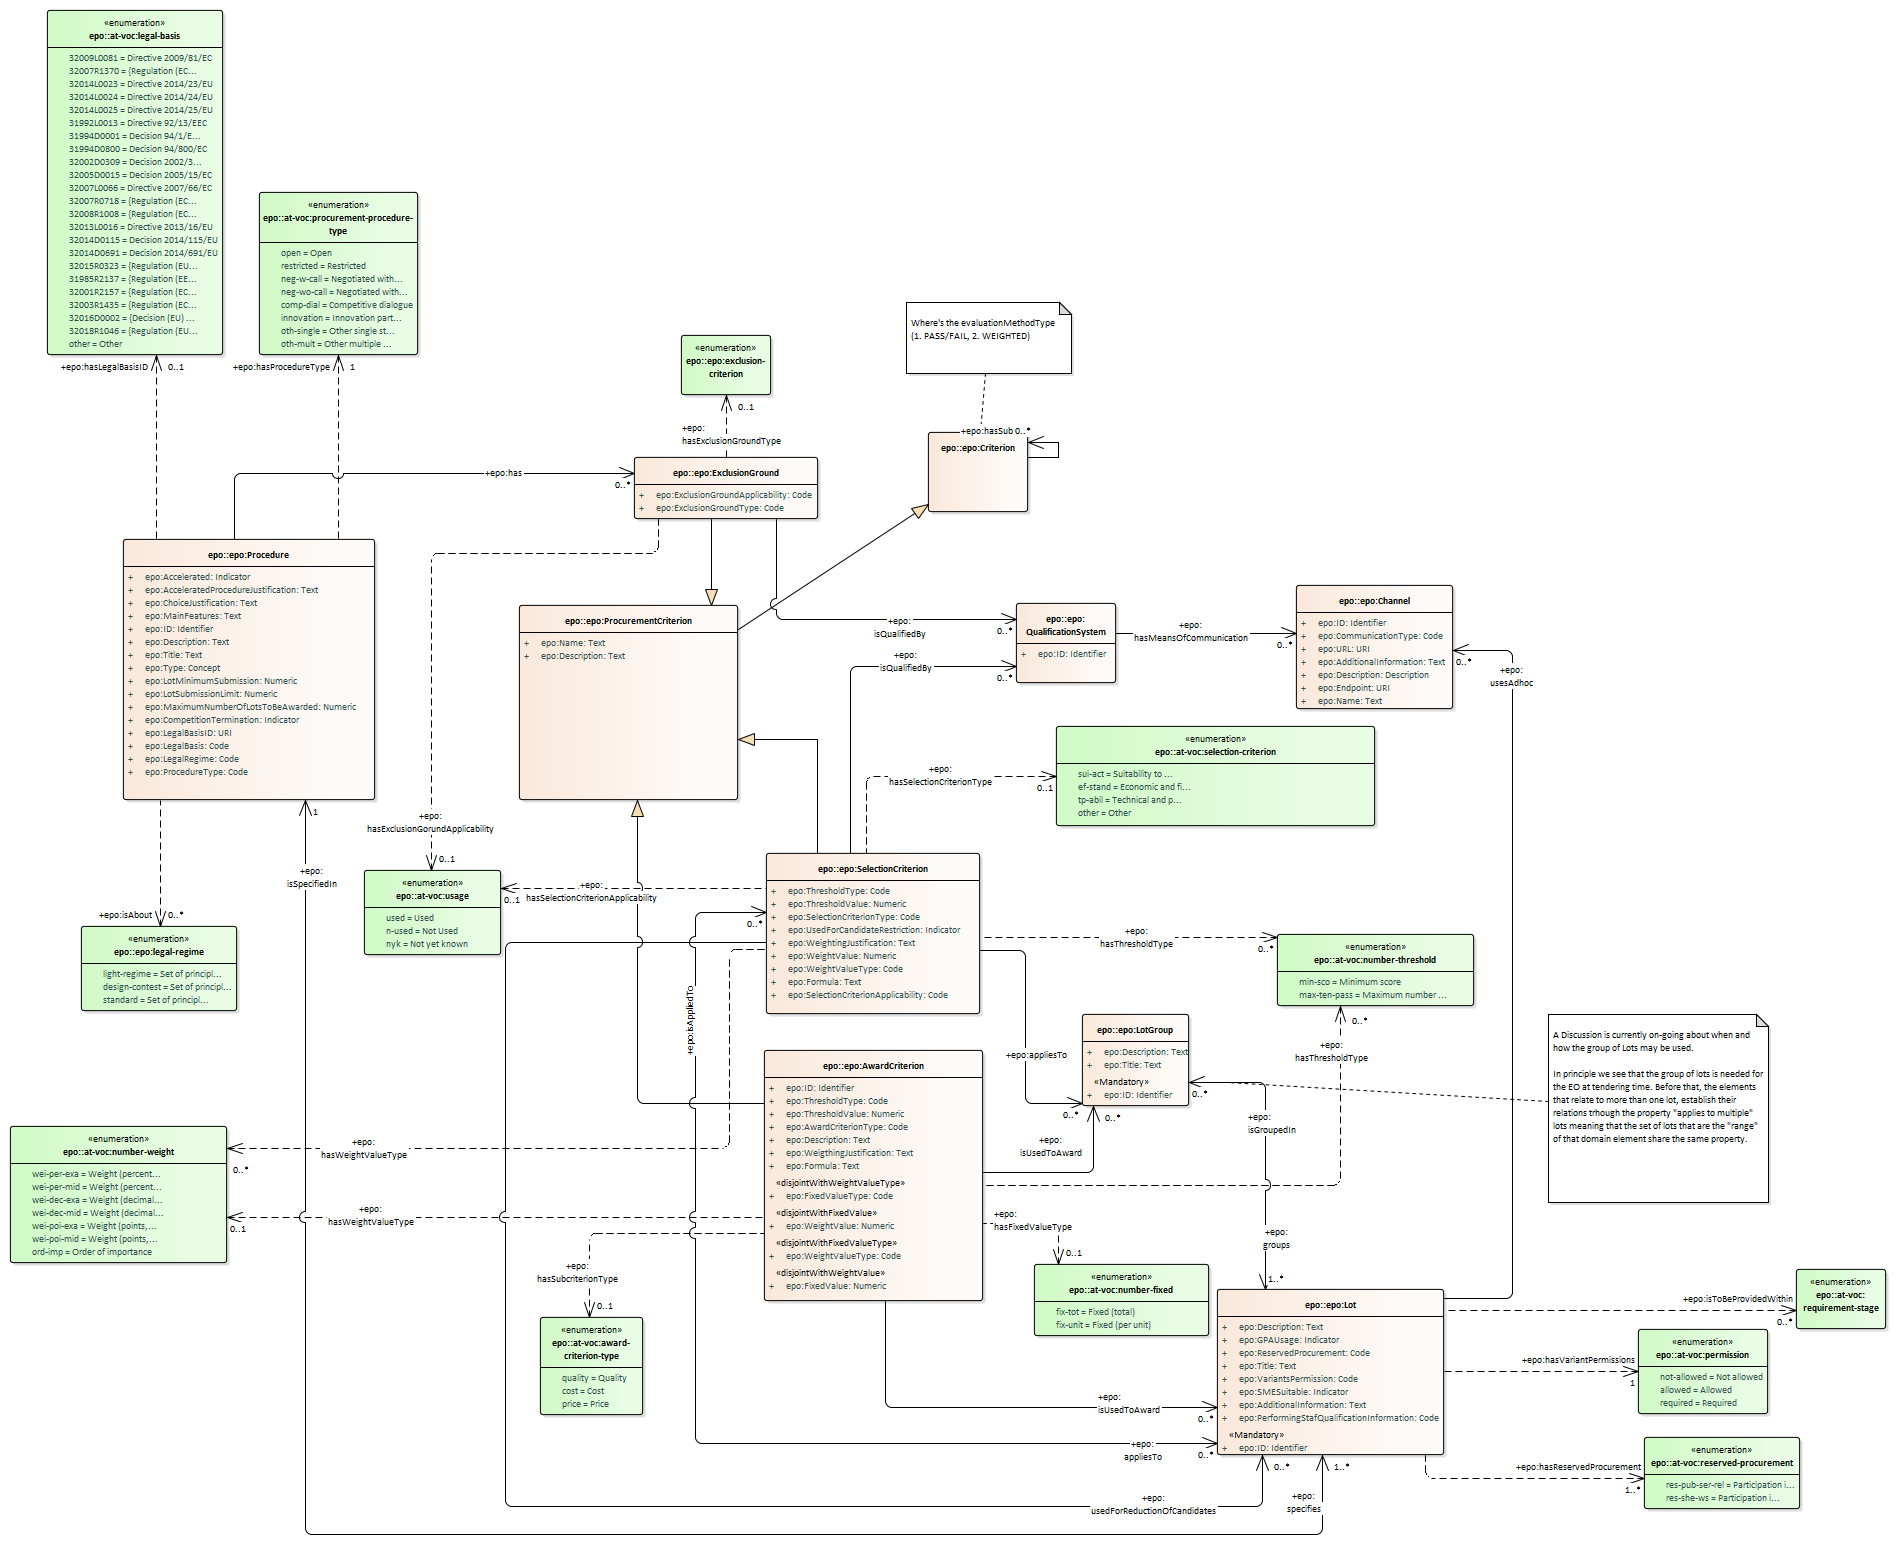 «enumeration»
epo::at-voc:legal-basis
32009L0081 = Directive 2009/81/EC
32007R1370 = {Regulation (EC...
32014L0023 = Directive 2014/23/EU
32014L0024 = Directive 2014/24/EU
32014L0025 = Directive 2014/25/EU
31992L0013 = Directive 92/13/EEC
31994D0001 = Decision 94/1/E...
31994D0800 = Decision 94/800/EC
32002D0309 = Decision 2002/3...
32005D0015 = Decision 2005/15/EC
32007L0066 = Directive 2007/66/EC
32007R0718 = {Regulation (EC...
32008R1008 = {Regulation (EC...
32013L0016 = Directive 2013/16/EU
32014D0115 = Decision 2014/115/EU
32014D0691 = Decision 2014/691/EU
32015R0323 = {Regulation (EU...
31985R2137 = {Regulation (EE...
32001R2157 = {Regulation (EC...
32003R1435 = {Regulation (EC...
32016D0002 = {Decision (EU) ...
32018R1046 = {Regulation (EU...
other = Other
+epo:hasLegalBasisID
0..1
«enumeration»
epo::at-voc:procurement-procedure-
type
open = Open
restricted = Restricted
neg-w-call = Negotiated with...
neg-wo-call = Negotiated with...
comp-dial = Competitive dialogue
innovation = Innovation part...
oth-single = Other single st...
oth-mult = Other multiple ...
+epo:hasProcedureType
1
«enumeration»
epo::epo:exclusion-
criterion
0..1
+epo:
hasExclusionGroundType
Where's the evaluationMethodType
(1. PASS/FAIL, 2. WEIGHTED)
+epo:hasSub 0..*
epo::epo:Criterion
+epo:has
0..*
epo::epo:ExclusionGround
+ epo:ExclusionGroundApplicability: Code
+ epo:ExclusionGroundType: Code
epo::epo:Procedure
+ epo:Accelerated: Indicator
+ epo:AcceleratedProcedureJustification: Text
+ epo:ChoiceJustification: Text
+ epo:MainFeatures: Text
+ epo:ID: Identifier
+ epo:Description: Text
+ epo:Title: Text
+ epo:Type: Concept
+ epo:LotMinimumSubmission: Numeric
+ epo:LotSubmissionLimit: Numeric
+ epo:MaximumNumberOfLotsToBeAwarded: Numeric
+ epo:CompetitionTermination: Indicator
+ epo:LegalBasisID: URI
+ epo:LegalBasis: Code
+ epo:LegalRegime: Code
+ epo:ProcedureType: Code
epo::epo:ProcurementCriterion
+ epo:Name: Text
+ epo:Description: Text
+epo:
isQualifiedBy
0..*
+epo:
isQualifiedBy
0..*
epo::epo:
QualificationSystem
+ epo:ID: Identifier
+epo:
hasMeansOfCommunication
0..*
epo::epo:Channel
+ epo:ID: Identifier
+ epo:CommunicationType: Code
+ epo:URL: URI
+ epo:AdditionalInformation: Text
+ epo:Description: Description
+ epo:Endpoint: URI
+ epo:Name: Text
0..*
+epo:
usesAdhoc
«enumeration»
epo::at-voc:selection-criterion
sui-act = Suitability to ...
ef-stand = Economic and fi...
tp-abil = Technical and p...
other = Other
+epo:
hasSelectionCriterionType
0..1
+epo:
hasExclusionGorundApplicability
0..1
1
+epo:
isSpecifiedIn
«enumeration»
epo::at-voc:usage
used = Used
n-used = Not Used
nyk = Not yet known
0..1
+epo:
hasSelectionCriterionApplicability
+epo:isAbout
0..*
«enumeration»
epo::epo:legal-regime
light-regime = Set of principl...
design-contest = Set of principl...
standard = Set of principl...
epo::epo:SelectionCriterion
+ epo:ThresholdType: Code
+ epo:ThresholdValue: Numeric
+ epo:SelectionCriterionType: Code
+ epo:UsedForCandidateRestriction: Indicator
+ epo:WeightingJustification: Text
+ epo:WeightValue: Numeric
+ epo:WeightValueType: Code
+ epo:Formula: Text
+ epo:SelectionCriterionApplicability: Code
0..*
+epo:isAppliedTo
+epo:
hasThresholdType
0..*
«enumeration»
epo::at-voc:number-threshold
min-sco = Minimum score
max-ten-pass = Maximum number ...
0..*
+epo:
hasThresholdType
epo::epo:LotGroup
+ epo:Description: Text
+ epo:Title: Text
«Mandatory»
+ epo:ID: Identifier
+epo:appliesTo
0..*
0..*
0..*
+epo:
isGroupedIn
+epo:
isUsedToAward
A Discussion is currently on-going about when and
how the group of Lots may be used.
In principle we see that the group of lots is needed for
the EO at tendering time. Before that, the elements
that relate to more than one lot, establish their
relations trhough the property "applies to multiple"
lots meaning that the set of lots that are the "range"
of that domain element share the same property.
epo::epo:AwardCriterion
+ epo:ID: Identifier
+ epo:ThresholdType: Code
+ epo:ThresholdValue: Numeric
+ epo:AwardCriterionType: Code
+ epo:Description: Text
+ epo:WeigthingJustification: Text
+ epo:Formula: Text
«disjointWithWeightValueType»
+ epo:FixedValueType: Code
«disjointWithFixedValue»
+ epo:WeightValue: Numeric
«disjointWithFixedValueType»
+ epo:WeightValueType: Code
«disjointWithWeightValue»
+ epo:FixedValue: Numeric
«enumeration»
epo::at-voc:number-weight
wei-per-exa = Weight (percent...
wei-per-mid = Weight (percent...
wei-dec-exa = Weight (decimal...
wei-dec-mid = Weight (decimal...
wei-poi-exa = Weight (points,...
wei-poi-mid = Weight (points,...
ord-imp = Order of importance
+epo:
hasWeightValueType
0..*
+epo:
hasWeightValueType
0..1
+epo:
hasSubcriterionType
0..1
«enumeration»
epo::at-voc:award-
criterion-type
quality = Quality
cost = Cost
price = Price
+epo:
hasFixedValueType
0..1
«enumeration»
epo::at-voc:number-fixed
fix-tot = Fixed (total)
fix-unit = Fixed (per unit)
+epo:
groups
1..*
epo::epo:Lot
+ epo:Description: Text
+ epo:GPAUsage: Indicator
+ epo:ReservedProcurement: Code
+ epo:Title: Text
+ epo:VariantsPermission: Code
+ epo:SMESuitable: Indicator
+ epo:AdditionalInformation: Text
+ epo:PerformingStafQualificationInformation: Code
«Mandatory»
+ epo:ID: Identifier
+epo:isToBeProvidedWithin
0..*
«enumeration»
epo::at-voc:
requirement-stage
+epo:hasVariantPermissions
1
«enumeration»
epo::at-voc:permission
not-allowed = Not allowed
allowed = Allowed
required = Required
+epo:hasReservedProcurement
1..*
«enumeration»
epo::at-voc:reserved-procurement
res-pub-ser-rel = Participation i...
res-she-ws = Participation i...
+epo:
isUsedToAward
0..*
+epo:
appliesTo
0..*
0..*
1..*
+epo:
usedForReductionOfCandidates
+epo:
specifies